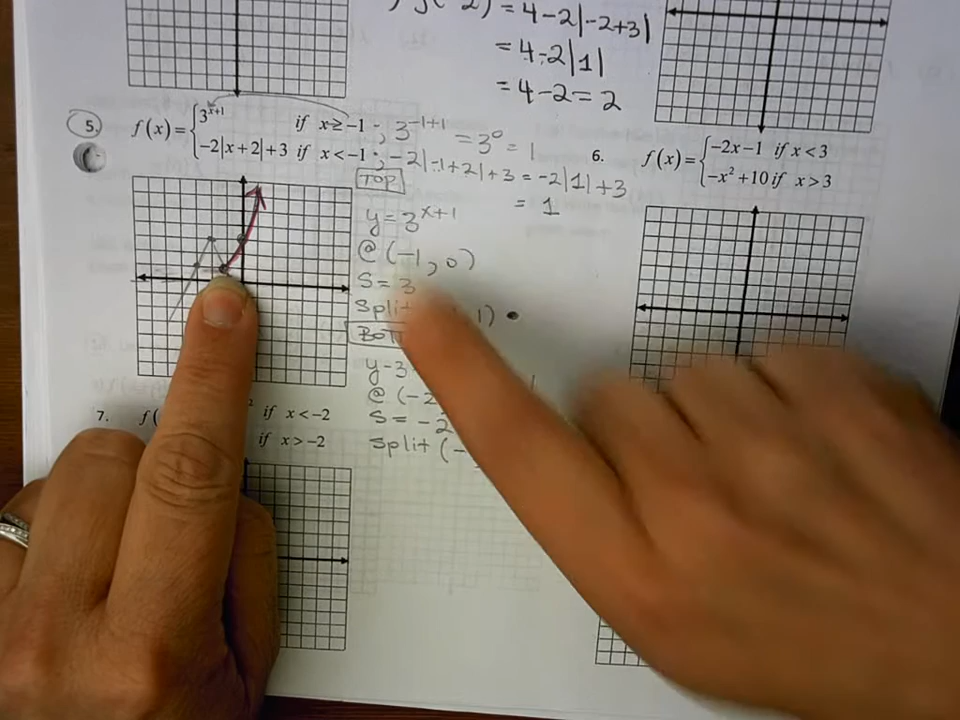 = 4-2|-2+3|
= 4-2|1|
= 4-2=2
5. f(x)={3^{x+1} if x≥-1 ; 3^{-1+1} = 3^0 = 1
-2|x+2|+3 if x<-1 ; -2|-1+2|+3 = -2|1|+3
= 1
TOP
y=3^{x+1}
@ (-1, 0)
S=3
Split 1)
y-3
@ (-2
S=-2
Split (-
6. f(x)={-2x-1 if x<3
-x²+10 if x>3
7. f( if x<-2
if x>-2